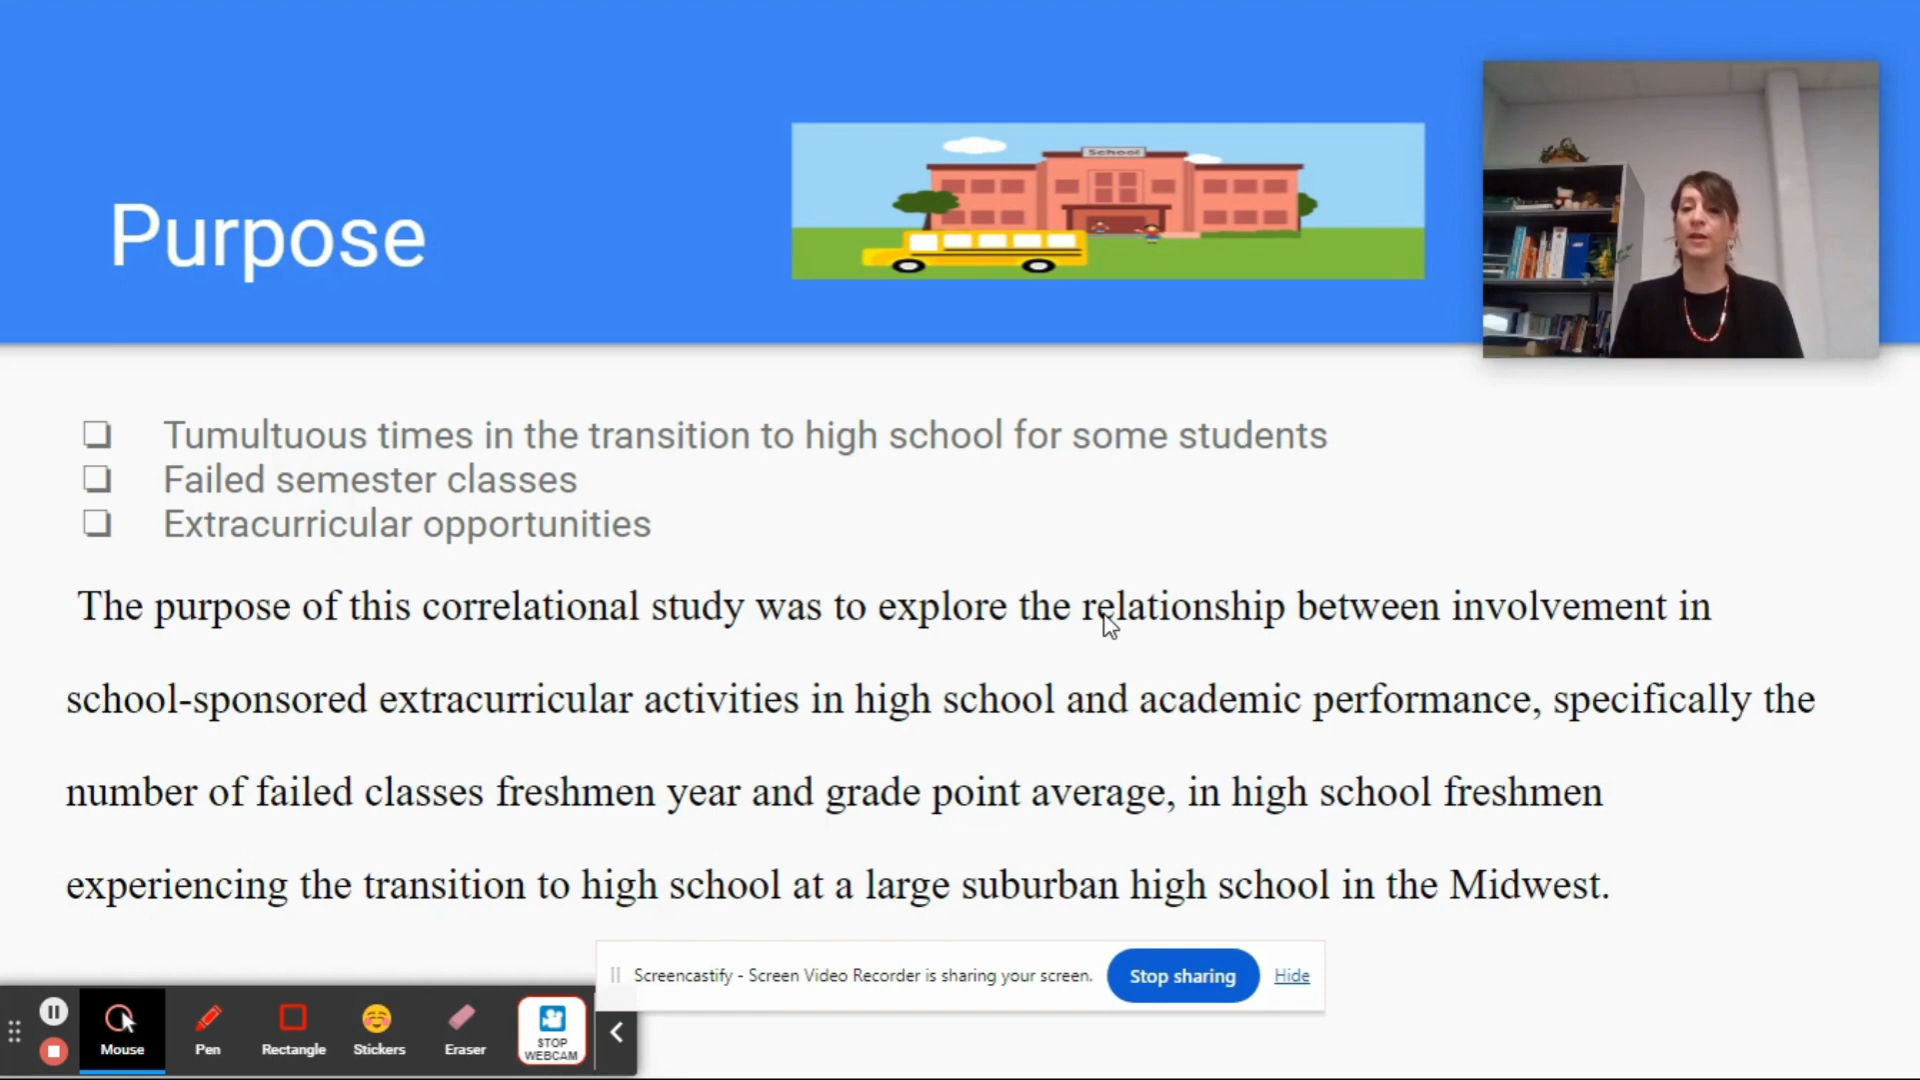 School
Purpose
Tumultuous times in the transition to high school for some students
Failed semester classes
Extracurricular opportunities
The purpose of this correlational study was to explore the relationship between involvement in
school-sponsored extracurricular activities in high school and academic performance, specifically the
number of failed classes freshmen year and grade point average, in high school freshmen
experiencing the transition to high school at a large suburban high school in the Midwest.
Screencastify - Screen Video Recorder is sharing your screen.
Stop sharing
Hide
Mouse
Pen
Rectangle
Stickers
Eraser
STOP
WEBCAM